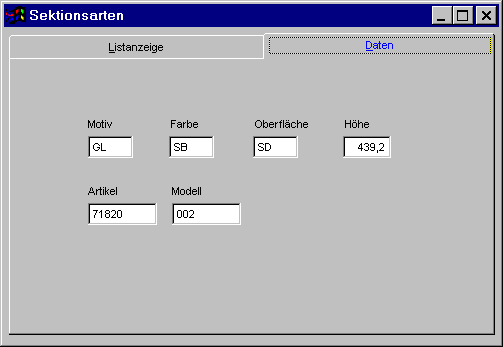 Sektionsarten
Listanzeige Daten
Motiv Farbe Oberfläche Höhe
GL SB SD 439,2
Artikel Modell
71820 002